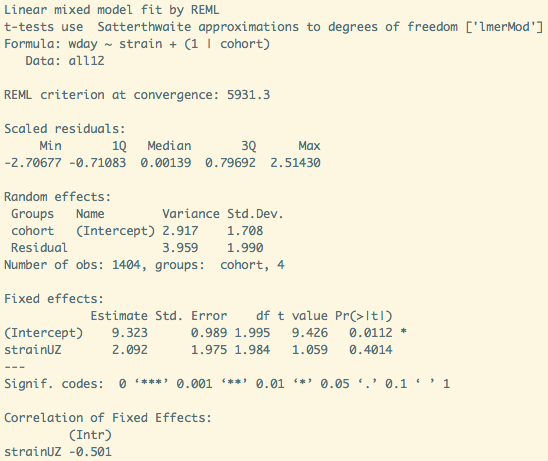 Linear mixed model fit by REML
t-tests use  Satterthwaite approximations to degrees of freedom ['lmerMod']
Formula: wday ~ strain + (1 | cohort)
   Data: all12
REML criterion at convergence: 5931.3
Scaled residuals:
     Min       1Q   Median       3Q      Max
-2.70677 -0.71083  0.00139  0.79692  2.51430
Random effects:
 Groups   Name        Variance Std.Dev.
 cohort   (Intercept) 2.917    1.708
 Residual             3.959    1.990
Number of obs: 1404, groups:  cohort, 4
Fixed effects:
            Estimate Std. Error    df t value Pr(>|t|)
(Intercept)    9.323      0.989 1.995   9.426   0.0112 *
strainUZ       2.092      1.975 1.984   1.059   0.4014
---
Signif. codes:  0 ‘***’ 0.001 ‘**’ 0.01 ‘*’ 0.05 ‘.’ 0.1 ‘ ’ 1
Correlation of Fixed Effects:
         (Intr)
strainUZ -0.501